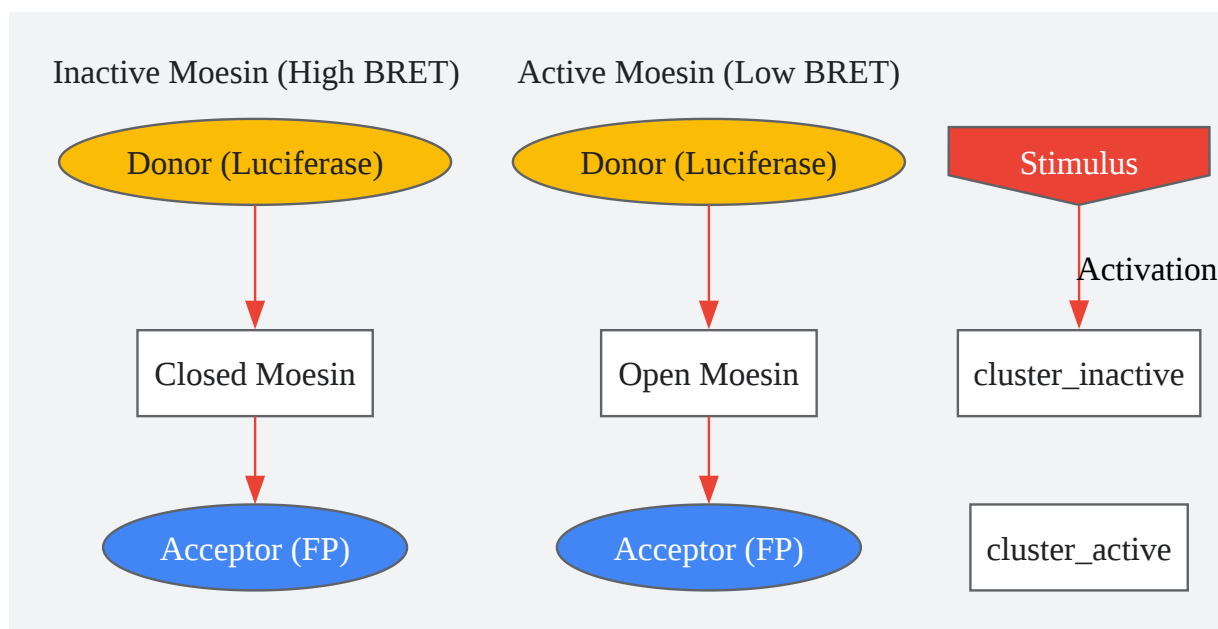 Inactive Moesin (High BRET)
Active Moesin (Low BRET)
Donor (Luciferase)
Donor (Luciferase)
Stimulus
Activation
Closed Moesin
Open Moesin
cluster_inactive
Acceptor (FP)
Acceptor (FP)
cluster_active